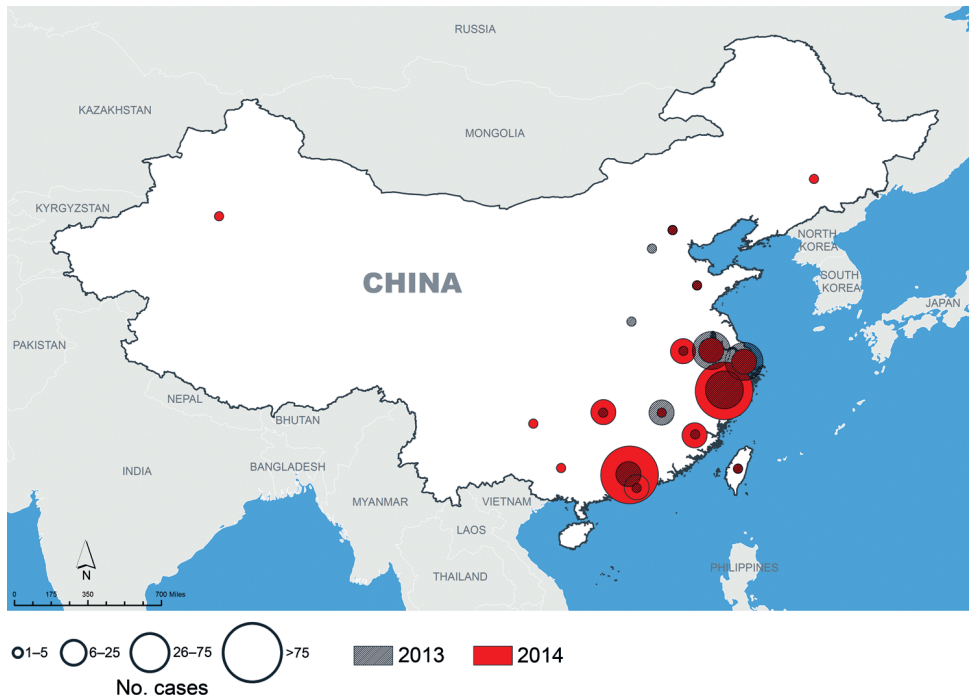 RUSSIA
KAZAKHSTAN
MONGOLIA
KYRGYZSTAN
NORTH
KOREA
SOUTH
KOREA
CHINA
JAPAN
PAKISTAN
NEPAL
BHUTAN
INDIA
BANGLADESH
MYANMAR
VIETNAM
LAOS
THAILAND
PHILIPPINES
N
0 175 350 700 Miles
1–5 6–25 26–75 >75 2013 2014
No. cases